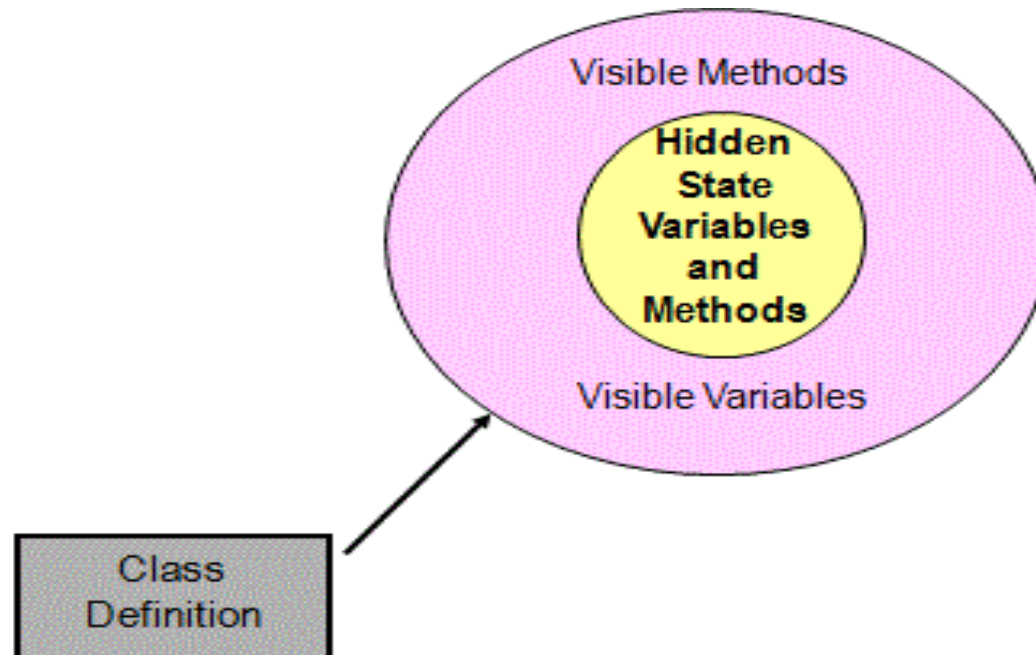 Visible Methods
Hidden
State
Variables
and
Methods
Visible Variables
Class
Definition